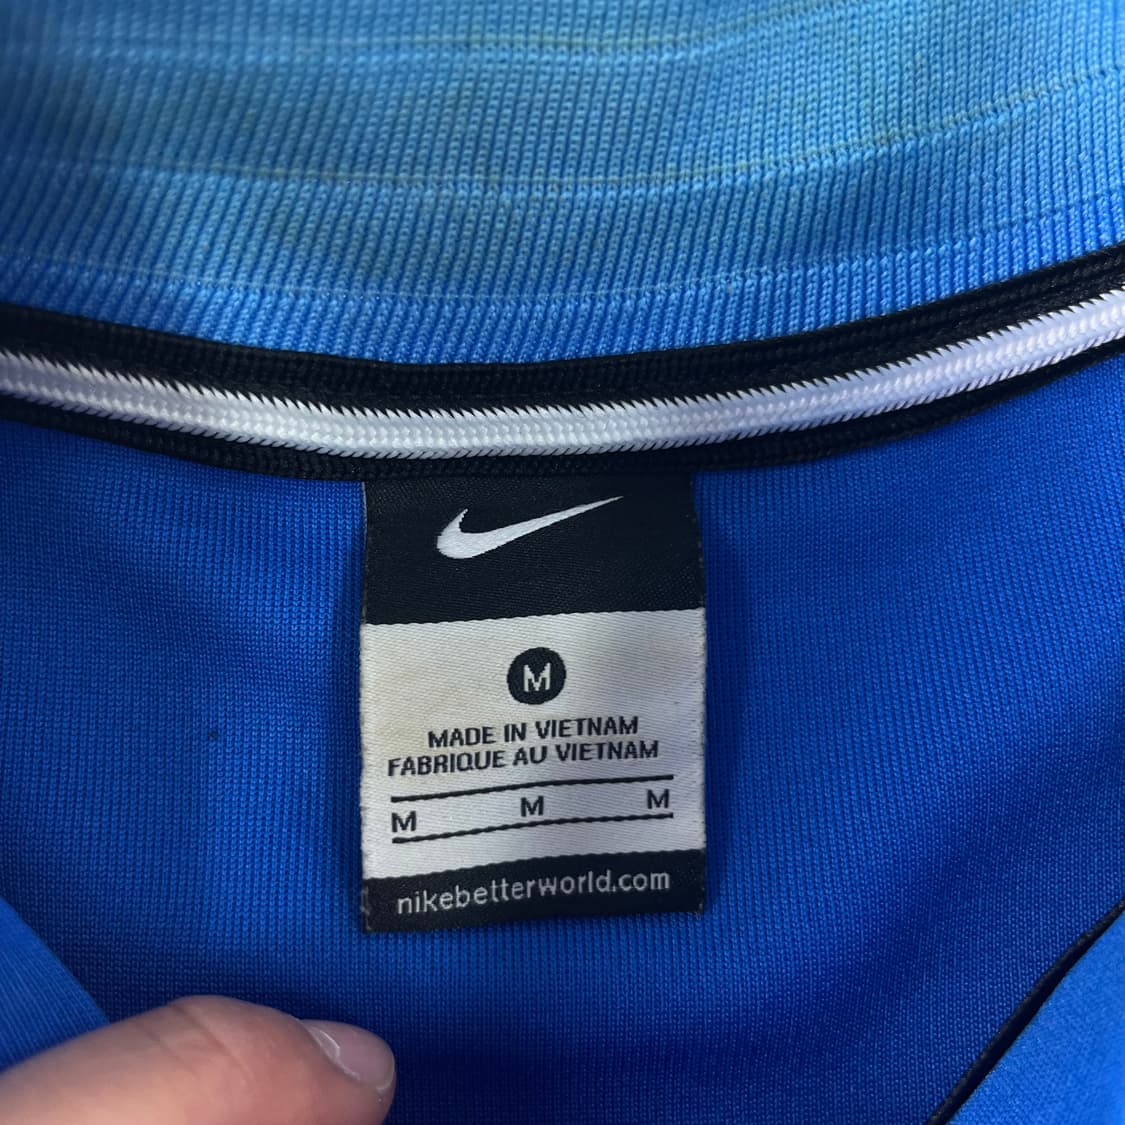 M
MADE IN VIETNAM
FABRIQUE AU VIETNAM
M M M
nikebetterworld.com